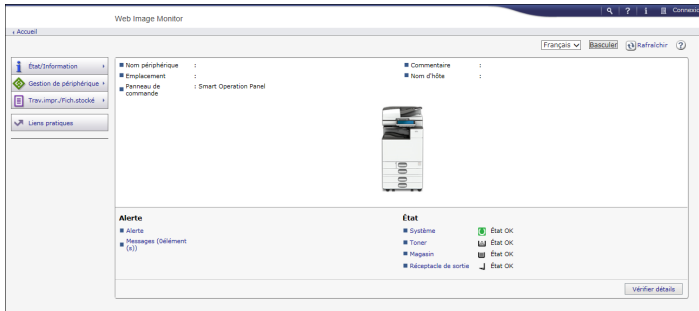 Web Image Monitor
? i Connexio
Accueil
Français Basculer Rafraîchir ?
État/Information
Gestion de périphérique
Trav.impr./Fich.stocké
Liens pratiques
Nom périphérique :
Emplacement :
Panneau de commande : Smart Operation Panel
Commentaire :
Nom d'hôte :
Alerte
Alerte
Messages (0élément
(s))
État
Système État OK
Toner État OK
Magasin État OK
Réceptacle de sortie État OK
Vérifier détails